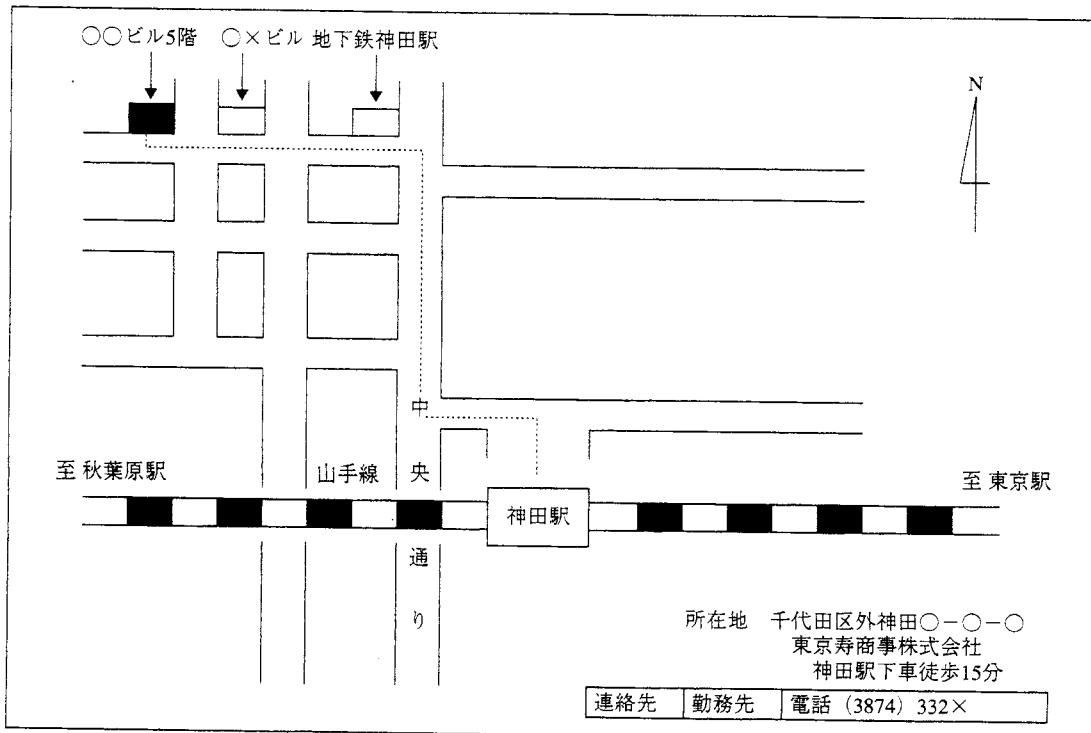 ○○ビル5階 ○×ビル 地下鉄神田駅
N
中央通り
至 秋葉原駅
山手線
至 東京駅
神田駅
所在地 千代田区外神田○−○−○
東京寿商事株式会社
神田駅下車徒歩15分
連絡先 勤務先 電話 (3874) 332×